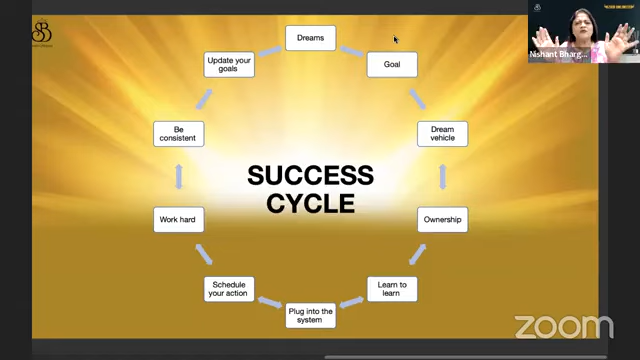 Dreams
Goal
Dream
vehicle
Ownership
Learn to
learn
Plug into the
system
Schedule
your action
Work hard
Be
consistent
Update your
goals
SUCCESS
CYCLE
Nishant Bharg...
zoom